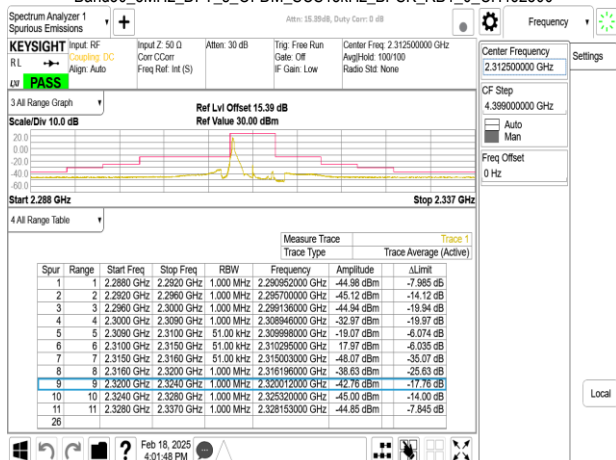 Spectrum Analyzer 1
Spurious Emissions
Attn: 15.39dB, Duty Corr: 0 dB
Frequency
KEYSIGHT Input: RF Input Z: 50 Ω Atten: 30 dB Trig: Free Run Center Freq: 2.312500000 GHz
RL Coupling: DC Corr CCorr Gate: Off Avg|Hold: 100/100
Align: Auto Freq Ref: Int (S) IF Gain: Low Radio Std: None
PASS
Center Frequency
2.312500000 GHz
Settings
CF Step
4.399000000 GHz
Auto
Man
Freq Offset
0 Hz
3 All Range Graph
Scale/Div 10.0 dB
Ref Lvl Offset 15.39 dB
Ref Value 30.00 dBm
20.0
0.00
-20.0
-40.0
-60.0
Start 2.288 GHz Stop 2.337 GHz
4 All Range Table
Measure Trace Trace 1
Trace Type Trace Average (Active)
Spur Range Start Freq Stop Freq RBW Frequency Amplitude ΔLimit
1 1 2.2880 GHz 2.2920 GHz 1.000 MHz 2.290952000 GHz -44.98 dBm -7.985 dB
2 2 2.2920 GHz 2.2960 GHz 1.000 MHz 2.295700000 GHz -45.12 dBm -14.12 dB
3 3 2.2960 GHz 2.3000 GHz 1.000 MHz 2.299136000 GHz -44.94 dBm -19.94 dB
4 4 2.3000 GHz 2.3090 GHz 1.000 MHz 2.308946000 GHz -32.97 dBm -19.97 dB
5 5 2.3090 GHz 2.3100 GHz 51.00 kHz 2.309998000 GHz -19.07 dBm -6.074 dB
6 6 2.3100 GHz 2.3150 GHz 51.00 kHz 2.310295000 GHz 17.97 dBm -6.035 dB
7 7 2.3150 GHz 2.3160 GHz 51.00 kHz 2.315003000 GHz -48.07 dBm -35.07 dB
8 8 2.3160 GHz 2.3200 GHz 1.000 MHz 2.316196000 GHz -38.63 dBm -25.63 dB
9 9 2.3200 GHz 2.3240 GHz 1.000 MHz 2.320012000 GHz -42.76 dBm -17.76 dB
10 10 2.3240 GHz 2.3280 GHz 1.000 MHz 2.325320000 GHz -45.00 dBm -14.00 dB
11 11 2.3280 GHz 2.3370 GHz 1.000 MHz 2.328153000 GHz -44.85 dBm -7.845 dB
26
Local
Feb 18, 2025
4:01:48 PM